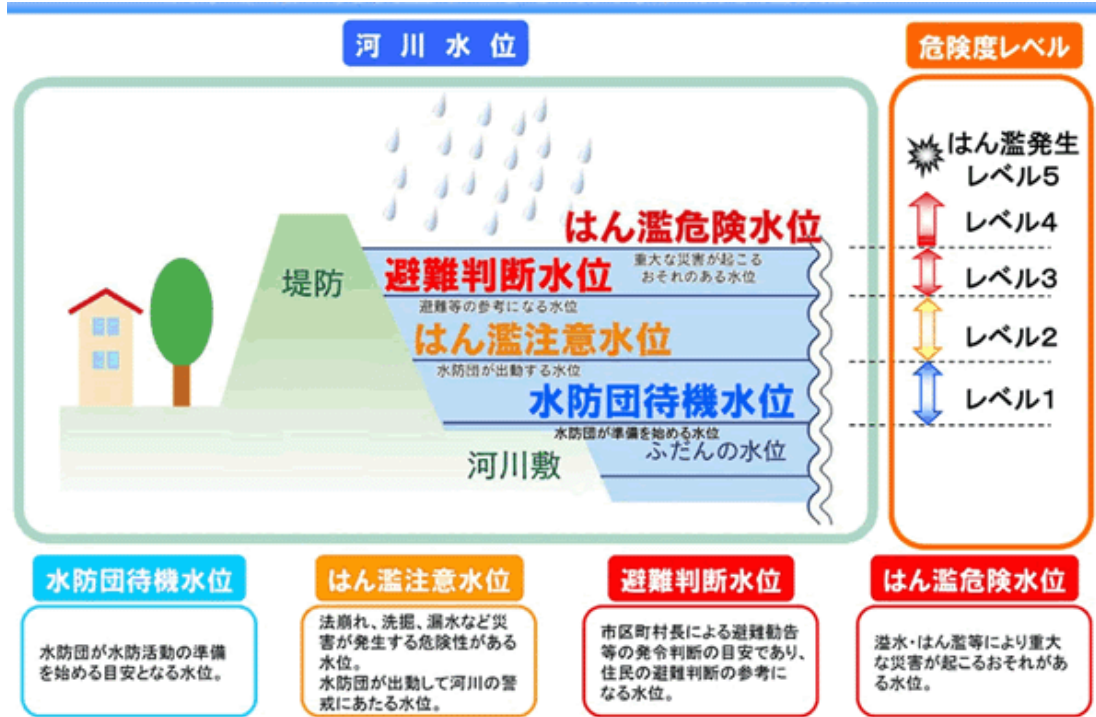 河川水位
危険度レベル
はん濫発生
レベル5
レベル4
はん濫危険水位
重大な災害が起こる
おそれのある水位
避難判断水位
レベル3
堤防
避難等の参考になる水位
はん濫注意水位
レベル2
水防団が出動する水位
水防団待機水位
レベル1
水防団が準備を始める水位
ふだんの水位
河川敷
水防団待機水位
水防団が水防活動の準備
を始める目安となる水位。
はん濫注意水位
法崩れ、洗掘、漏水など災
害が発生する危険性がある
水位。
水防団が出動して河川の警
戒にあたる水位。
避難判断水位
市区町村長による避難勧告
等の発令判断の目安であり、
住民の避難判断の参考に
なる水位。
はん濫危険水位
溢水・はん濫等により重大
な災害が起こるおそれがあ
る水位。